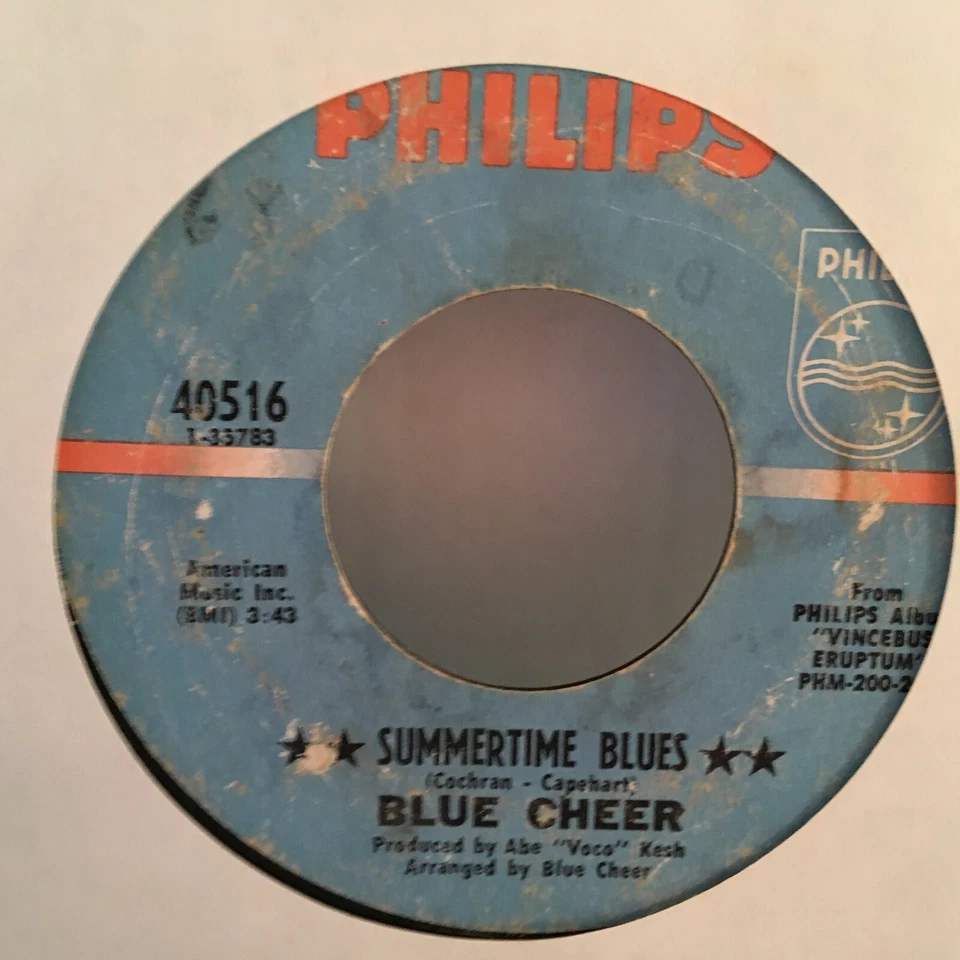 PHILIPS
PHIL
40516
1-35783
American
Music Inc.
(BMI) 3:43
From
PHILIPS Albu
"VINCEBUS
ERUPTUM"
PHM-200-2
★★ SUMMERTIME BLUES ★★
(Cochran - Capehart)
BLUE CHEER
Produced by Abe "Voco" Kesh
Arranged by Blue Cheer